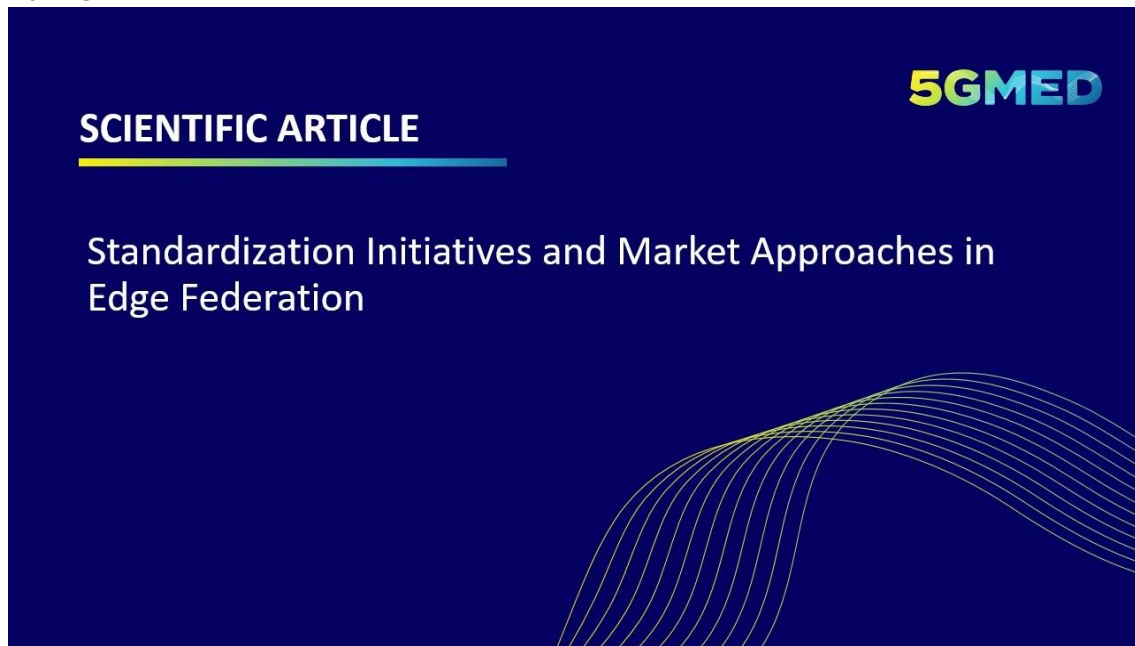 5GMED
SCIENTIFIC ARTICLE
Standardization Initiatives and Market Approaches in
Edge Federation